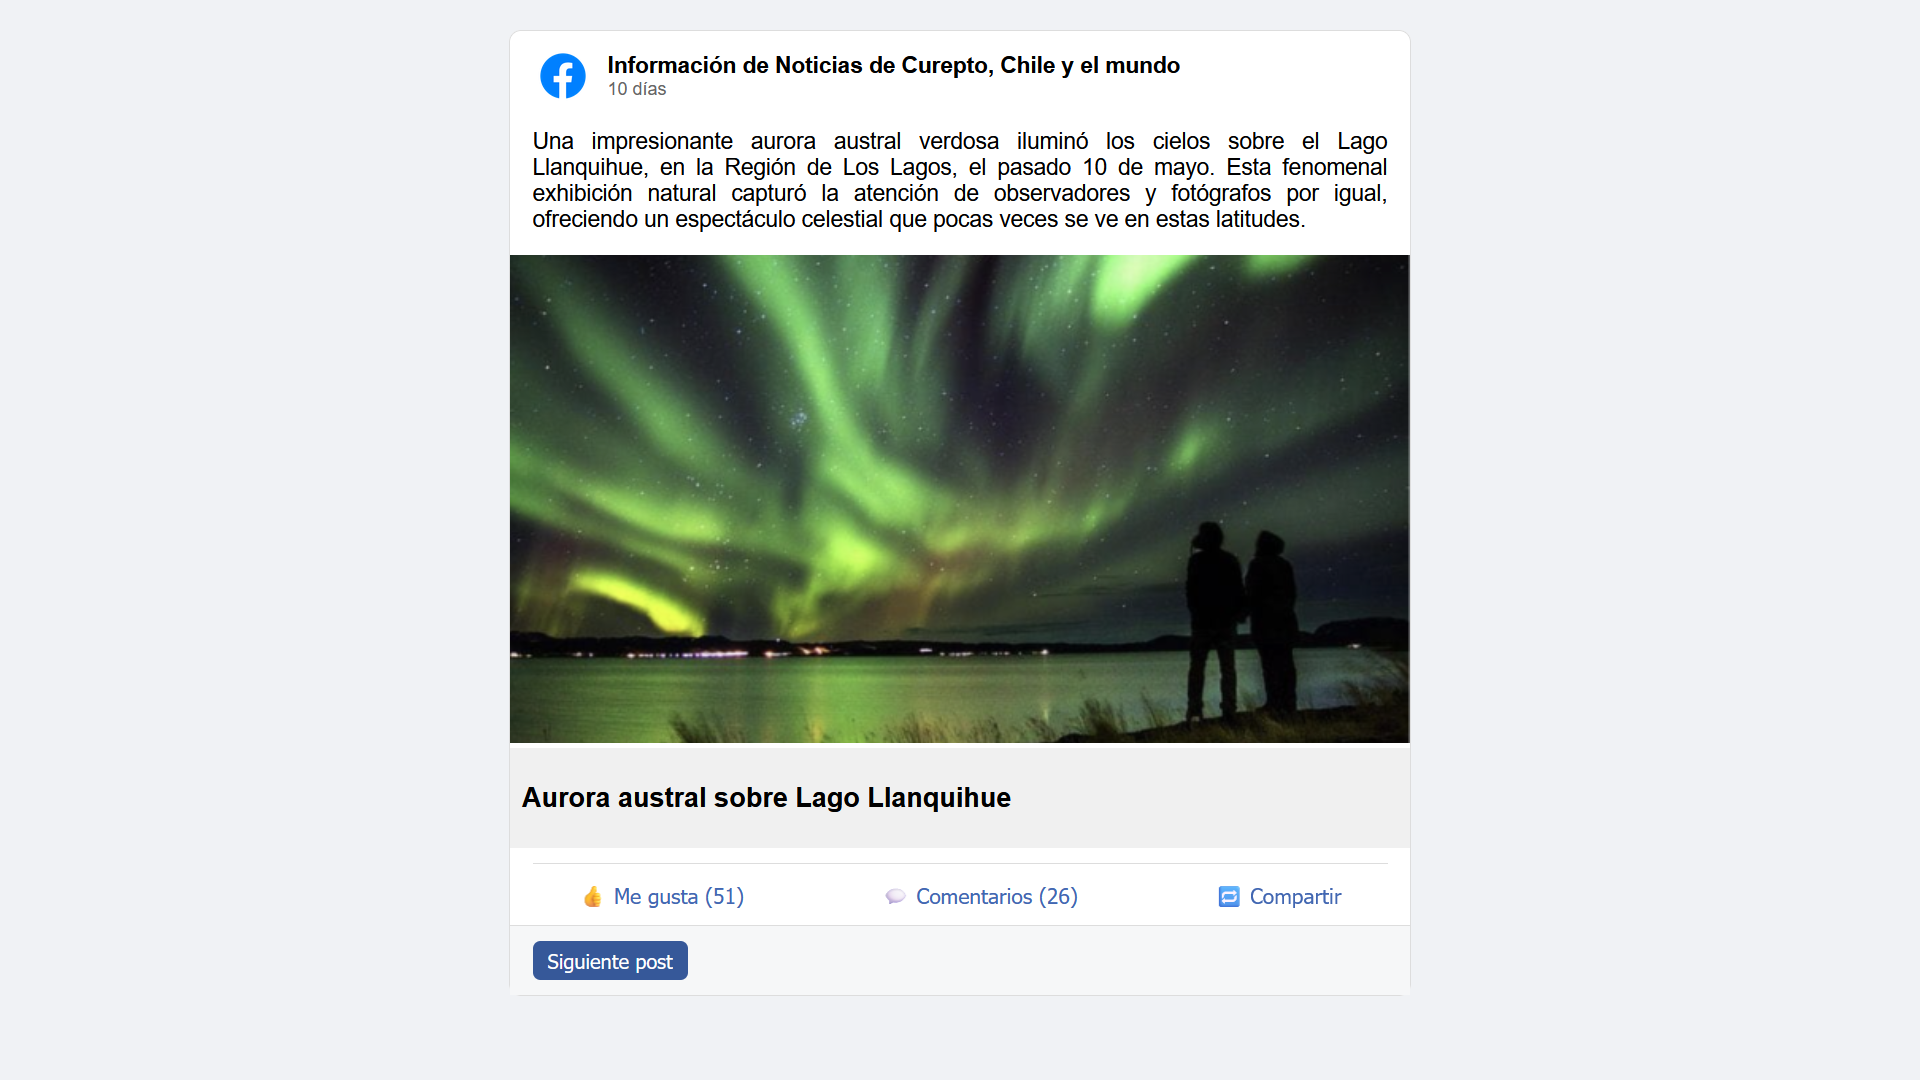 Información de Noticias de Curepto, Chile y el mundo
10 días
Una impresionante aurora austral verdosa iluminó los cielos sobre el Lago
Llanquihue, en la Región de Los Lagos, el pasado 10 de mayo. Esta fenomenal
exhibición natural capturó la atención de observadores y fotógrafos por igual,
ofreciendo un espectáculo celestial que pocas veces se ve en estas latitudes.
Aurora austral sobre Lago Llanquihue
Me gusta (51)
Comentarios (26)
Compartir
Siguiente post